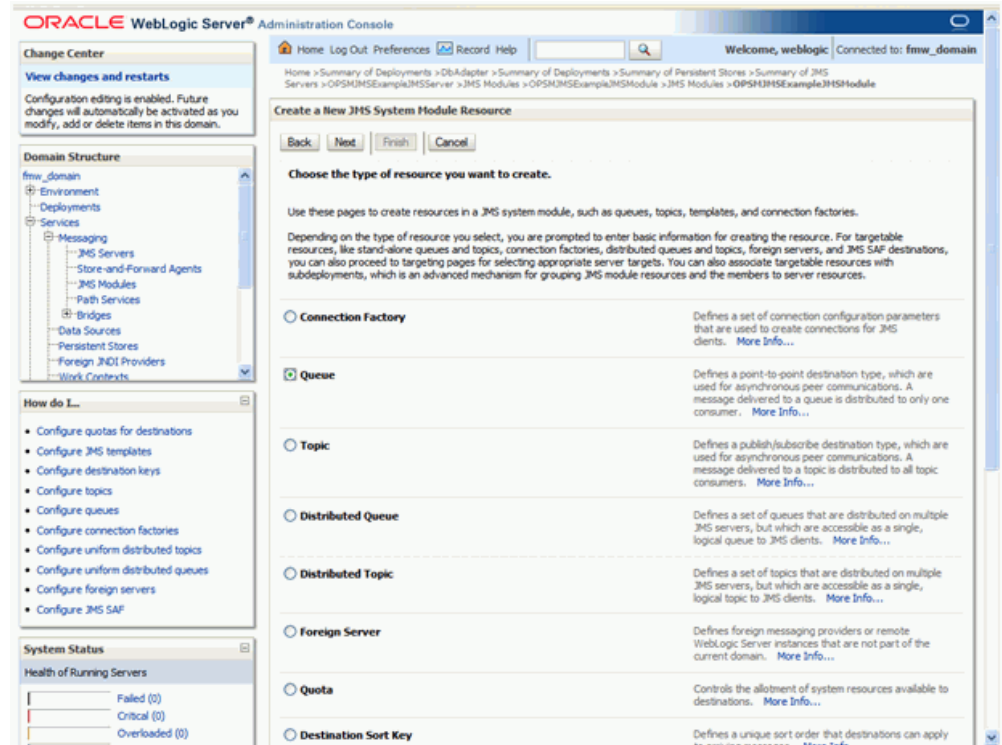 ORACLE WebLogic Server® Administration Console
Change Center
View changes and restarts
Configuration editing is enabled. Future
changes will automatically be activated as you
modify, add or delete items in this domain.
Domain Structure
fmw_domain
Environment
Deployments
Services
Messaging
JMS Servers
Store-and-Forward Agents
JMS Modules
Path Services
Bridges
Data Sources
Persistent Stores
Foreign JNDI Providers
Work Contexts
How do I...
Configure quotas for destinations
Configure JMS templates
Configure destination keys
Configure topics
Configure queues
Configure connection factories
Configure uniform distributed topics
Configure uniform distributed queues
Configure foreign servers
Configure JMS SAF
System Status
Health of Running Servers
Failed (0)
Critical (0)
Overloaded (0)
Home Log Out Preferences Record Help
Welcome, weblogic Connected to: fmw_domain
Home >Summary of Deployments >DbAdapter >Summary of Deployments >Summary of Persistent Stores >Summary of JMS
Servers >OPSMJMSExampleJMSServer >JMS Modules >OPSMJMSExampleJMSModule >JMS Modules >OPSMJMSExampleJMSModule
Create a New JMS System Module Resource
Back Next Finish Cancel
Choose the type of resource you want to create.
Use these pages to create resources in a JMS system module, such as queues, topics, templates, and connection factories.
Depending on the type of resource you select, you are prompted to enter basic information for creating the resource. For targetable
resources, like stand-alone queues and topics, connection factories, distributed queues and topics, foreign servers, and JMS SAF destinations,
you can also proceed to targeting pages for selecting appropriate server targets. You can also associate targetable resources with
subdeployments, which is an advanced mechanism for grouping JMS module resources and the members to server resources.
Connection Factory
Defines a set of connection configuration parameters
that are used to create connections for JMS
clients. More Info...
Queue
Defines a point-to-point destination type, which are
used for asynchronous peer communications. A
message delivered to a queue is distributed to only one
consumer. More Info...
Topic
Defines a publish/subscribe destination type, which are
used for asynchronous peer communications. A
message delivered to a topic is distributed to all topic
consumers. More Info...
Distributed Queue
Defines a set of queues that are distributed on multiple
JMS servers, but which are accessible as a single,
logical queue to JMS clients. More Info...
Distributed Topic
Defines a set of topics that are distributed on multiple
JMS servers, but which are accessible as a single,
logical topic to JMS clients. More Info...
Foreign Server
Defines foreign messaging providers or remote
WebLogic Server instances that are not part of the
current domain. More Info...
Quota
Controls the allotment of system resources available to
destinations. More Info...
Destination Sort Key
Defines a unique sort order that destinations can apply